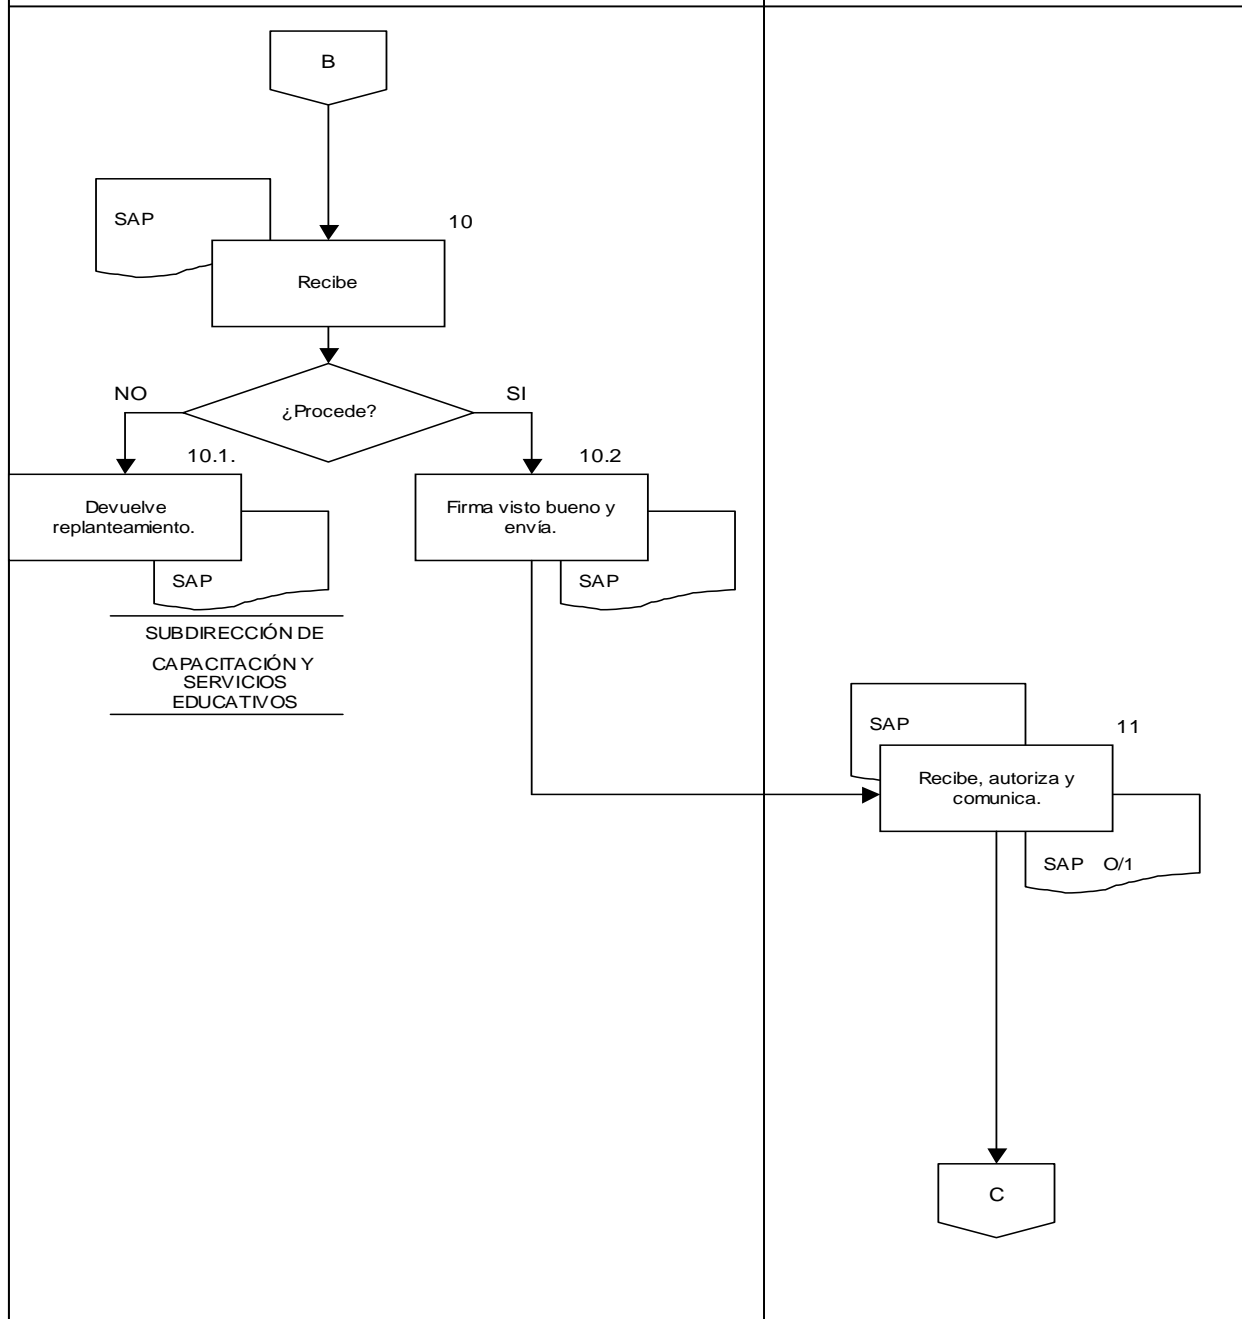 B
SAP
10
Recibe
NO
¿Procede?
SI
10.1.
10.2
Devuelve
replanteamiento.
Firma visto bueno y
envía.
SAP
SAP
SUBDIRECCIÓN DE
CAPACITACIÓN Y
SERVICIOS
EDUCATIVOS
SAP
11
Recibe, autoriza y
comunica.
SAP O/1
C